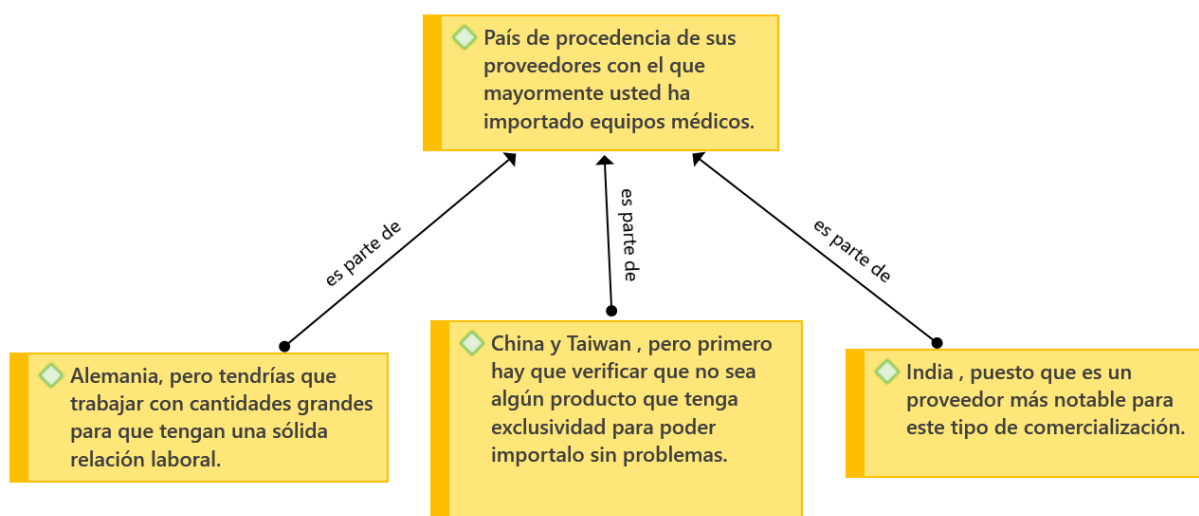 País de procedencia de sus
proveedores con el que
mayormente usted ha
importado equipos médicos.
es parte de
es parte de
es parte de
Alemania, pero tendrías que
trabajar con cantidades grandes
para que tengan una sólida
relación laboral.
China y Taiwan , pero primero
hay que verificar que no sea
algún producto que tenga
exclusividad para poder
importalo sin problemas.
India , puesto que es un
proveedor más notable para
este tipo de comercialización.